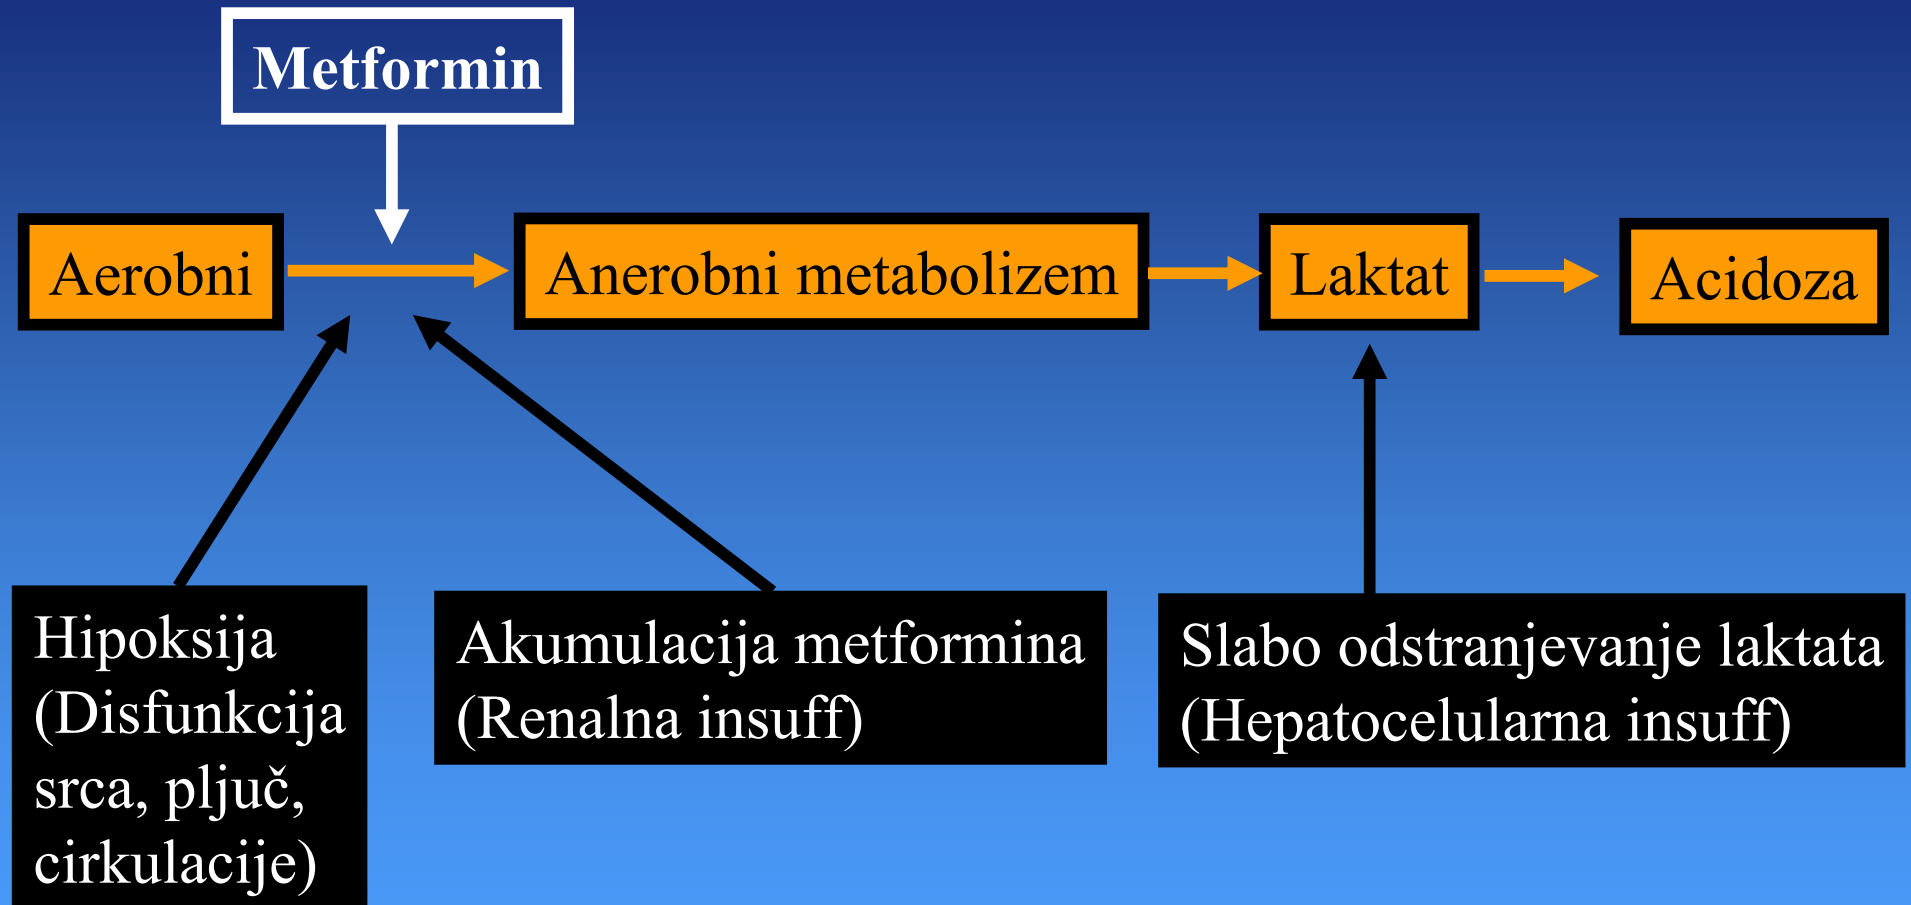 Metformin
Aerobni
Anerobni metabolizem
Laktat
Acidoza
Hipoksija
(Disfunkcija
srca, pljuč,
cirkulacije)
Akumulacija metformina
(Renalna insuff)
Slabo odstranjevanje laktata
(Hepatocelularna insuff)